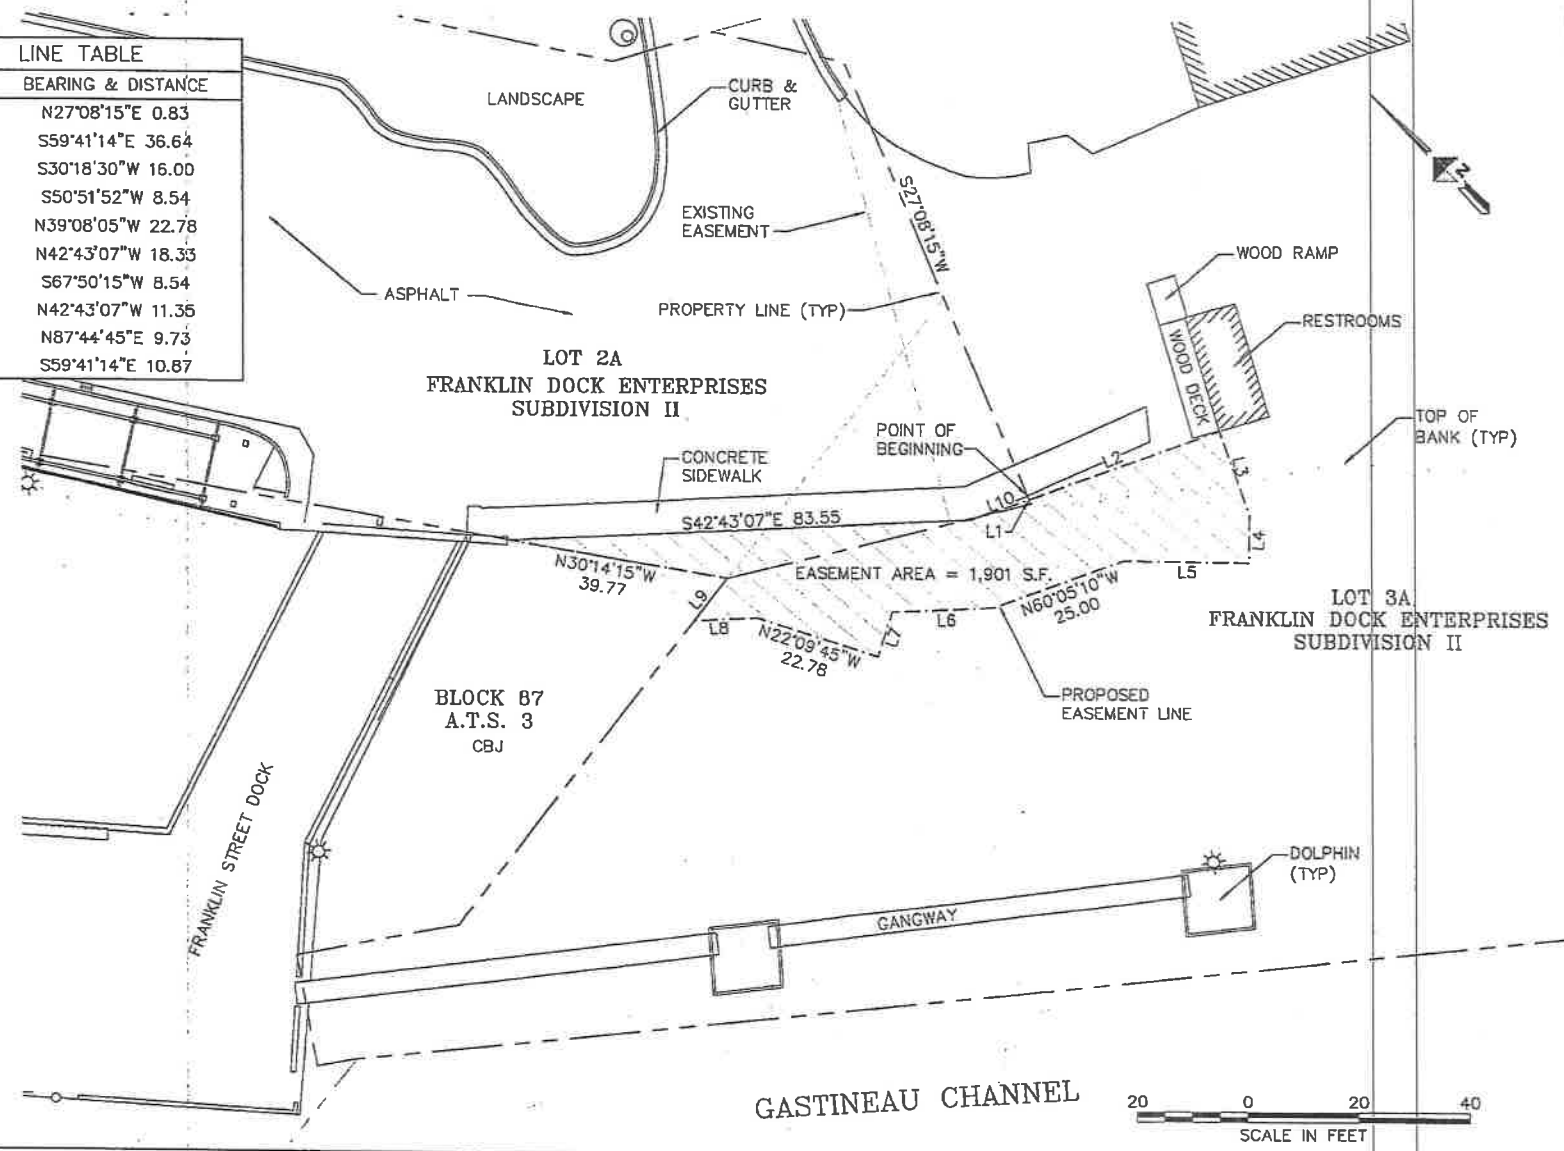 LINE TABLE
BEARING & DISTANCE
N27°08'15"E 0.83
S59°41'14"E 36.64
S30°18'30"W 16.00
S50°51'52"W 8.54
N39°08'05"W 22.78
N42°43'07"W 18.33
S67°50'15"W 8.54
N42°43'07"W 11.35
N87°44'45"E 9.73
S59°41'14"E 10.87
LANDSCAPE
CURB &
GUTTER
N
EXISTING
EASEMENT
S27°08'15"W
WOOD RAMP
ASPHALT
PROPERTY LINE (TYP)
RESTROOMS
WOOD DECK
LOT 2A
FRANKLIN DOCK ENTERPRISES
SUBDIVISION II
POINT OF
BEGINNING
TOP OF
BANK (TYP)
CONCRETE
SIDEWALK
L2
L3
L10
S42°43'07"E 83.55
L1
L4
N30°14'15"W
39.77
EASEMENT AREA = 1,901 S.F.
L5
L9
N60°05'10"W
25.00
LOT 3A
FRANKLIN DOCK ENTERPRISES
SUBDIVISION II
L8
L6
L7
N22°09'45"W
22.78
BLOCK 87
A.T.S. 3
CBJ
PROPOSED
EASEMENT LINE
FRANKLIN STREET DOCK
DOLPHIN
(TYP)
GANGWAY
GASTINEAU CHANNEL
20 0 20 40
SCALE IN FEET